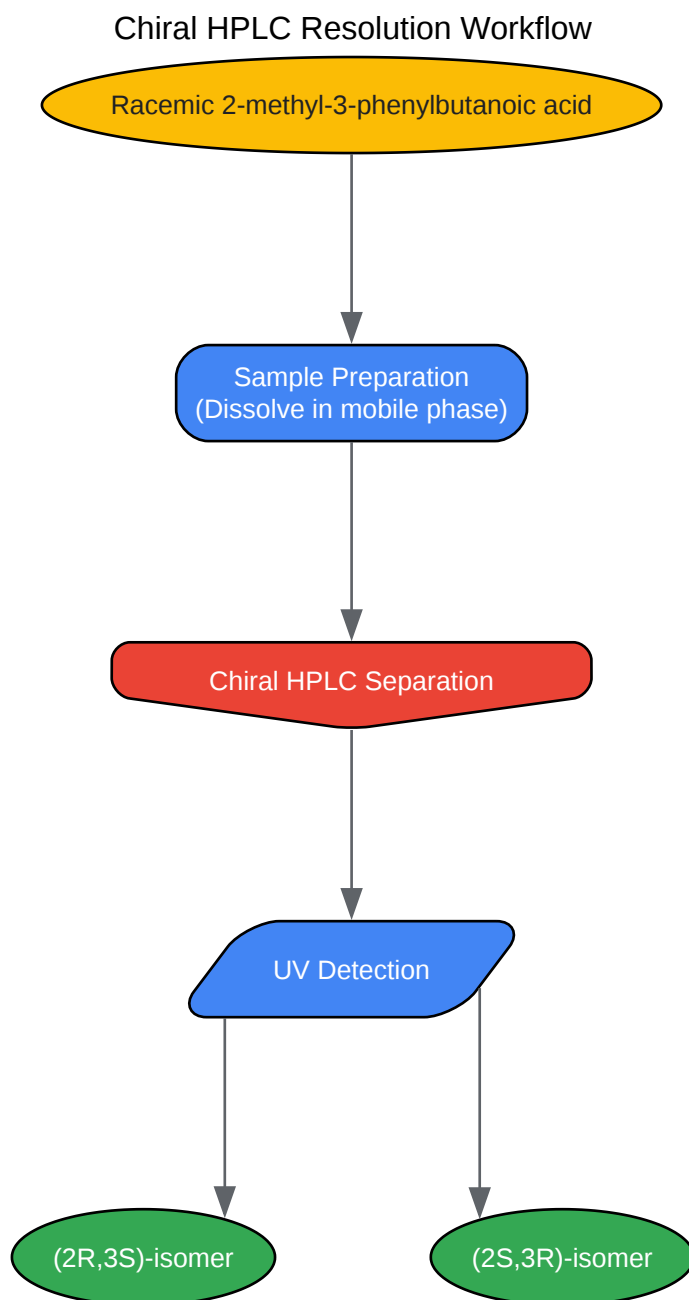 Chiral HPLC Resolution Workflow
Racemic 2-methyl-3-phenylbutanoic acid
Sample Preparation
(Dissolve in mobile phase)
Chiral HPLC Separation
UV Detection
(2R,3S)-isomer
(2S,3R)-isomer